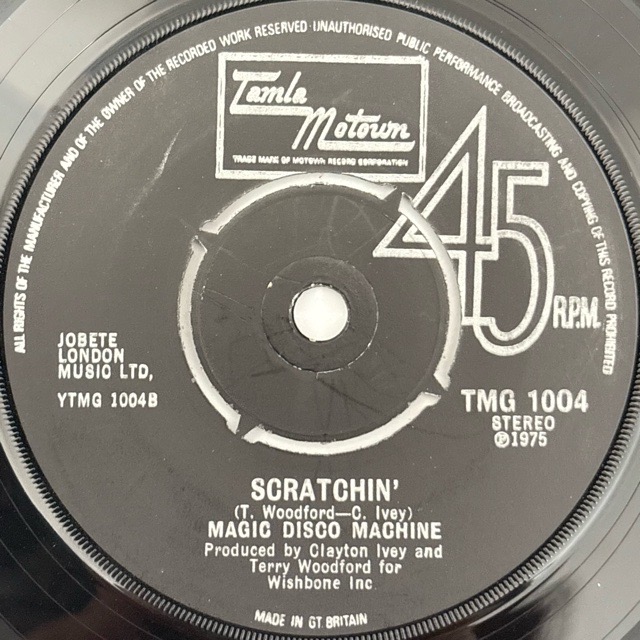 ALL RIGHTS OF THE MANUFACTURER AND OF THE OWNER OF THE RECORDED WORK RESERVED·UNAUTHORISED PUBLIC PERFORMANCE BROADCASTING AND COPYING OF THIS RECORD PROHIBITED
Tamla
Motown
TRADE MARK OF MOTOWN RECORD CORPORATION
45
R.P.M.
JOBETE
LONDON
MUSIC LTD,
YTMG 1004B
TMG 1004
STEREO
℗1975
SCRATCHIN'
(T. Woodford—C. Ivey)
MAGIC DISCO MACHINE
Produced by Clayton Ivey and
Terry Woodford for
Wishbone Inc
MADE IN GT. BRITAIN